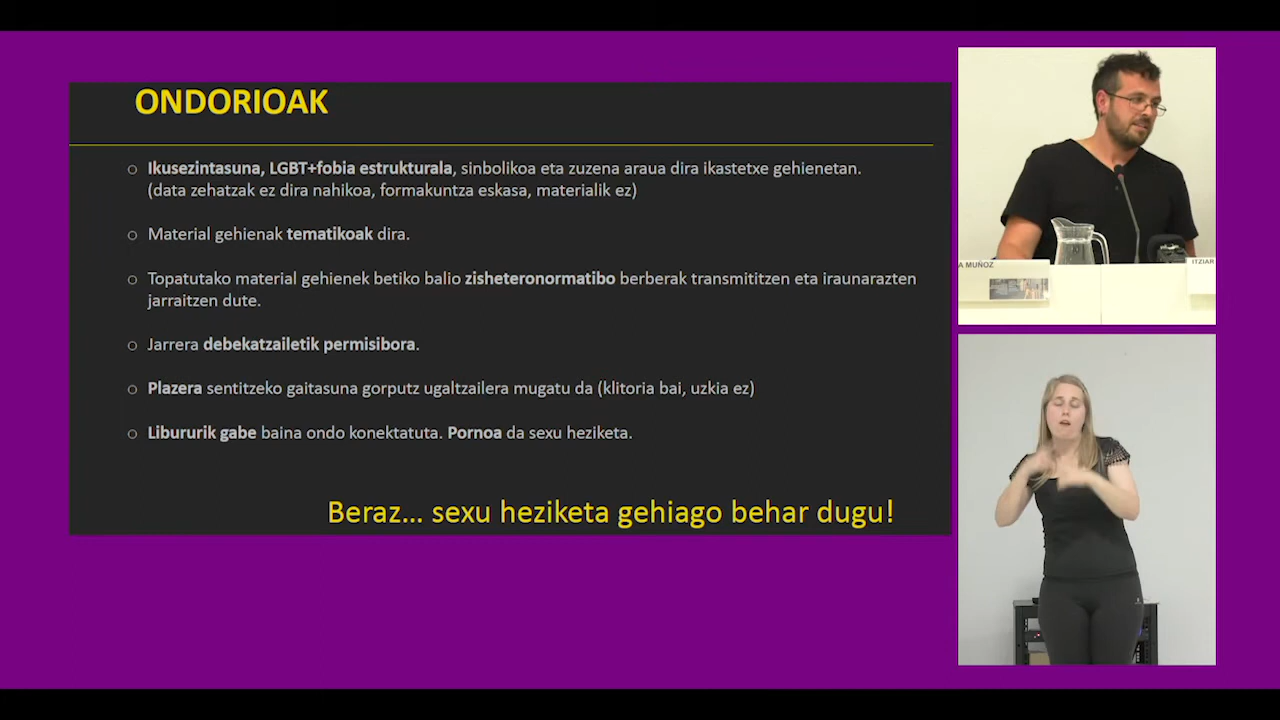 ONDORIOAK
Ikusezintasuna, LGBT+fobia estrukturala, sinbolikoa eta zuzena araua dira ikastetxe gehienetan.
(data zehatzak ez dira nahikoa, formakuntza eskasa, materialik ez)
Material gehienak tematikoak dira.
Topatutako material gehienek betiko balio zisheteronormatibo berberak transmititzen eta iraunarazten
jarraitzen dute.
Jarrera debekatzailetik permisibora.
Plazera sentitzeko gaitasuna gorputz ugaltzailera mugatu da (klitoria bai, uzkia ez)
Libururik gabe baina ondo konektatuta. Pornoa da sexu heziketa.
Beraz... sexu heziketa gehiago behar dugu!
A MUÑOZ
ITZIAR